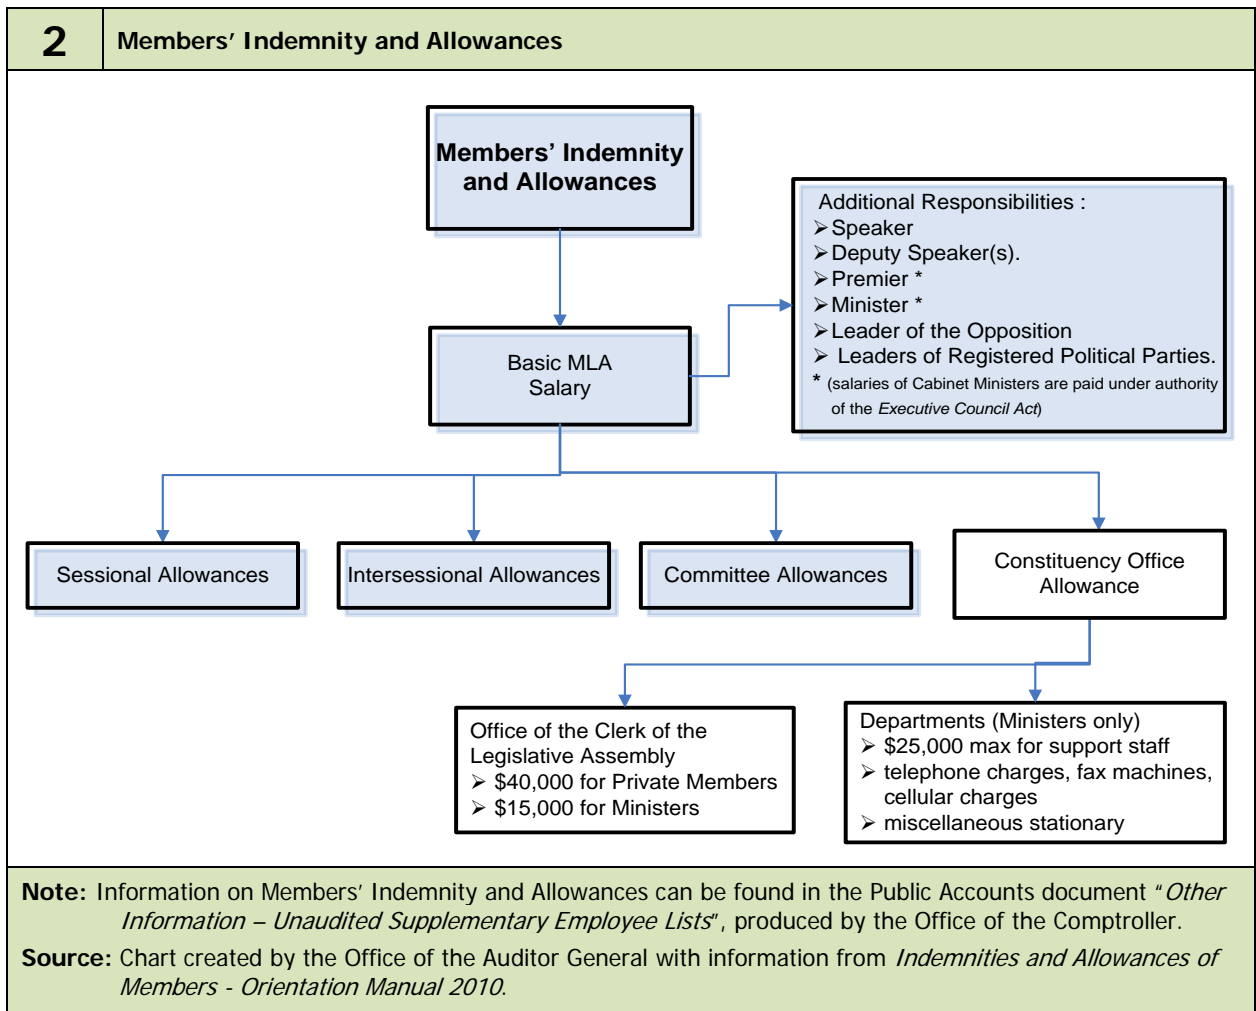 2
Members' Indemnity and Allowances
Members' Indemnity
and Allowances
Additional Responsibilities :
➢Speaker
➢Deputy Speaker(s).
➢Premier *
➢Minister *
➢Leader of the Opposition
➢ Leaders of Registered Political Parties.
* (salaries of Cabinet Ministers are paid under authority
of the Executive Council Act)
Basic MLA
Salary
Sessional Allowances
Intersessional Allowances
Committee Allowances
Constituency Office
Allowance
Office of the Clerk of the
Legislative Assembly
➢ $40,000 for Private Members
➢ $15,000 for Ministers
Departments (Ministers only)
➢ $25,000 max for support staff
➢ telephone charges, fax machines,
cellular charges
➢ miscellaneous stationary
Note: Information on Members' Indemnity and Allowances can be found in the Public Accounts document "Other
Information – Unaudited Supplementary Employee Lists", produced by the Office of the Comptroller.
Source: Chart created by the Office of the Auditor General with information from Indemnities and Allowances of
Members - Orientation Manual 2010.